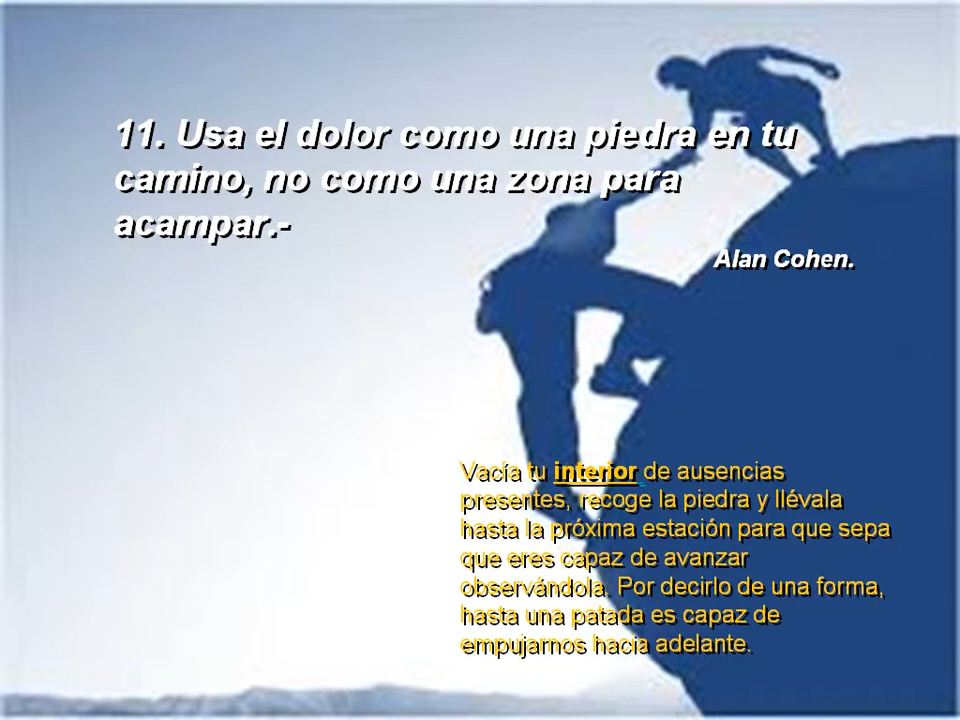 11. Usa el dolor como una piedra en tu
camino, no como una zona para
acampar.-
Alan Cohen.
Vacía tu interior de ausencias
presentes, recoge la piedra y llévala
hasta la próxima estación para que sepa
que eres capaz de avanzar
observándola. Por decirlo de una forma,
hasta una patada es capaz de
empujarnos hacia adelante.